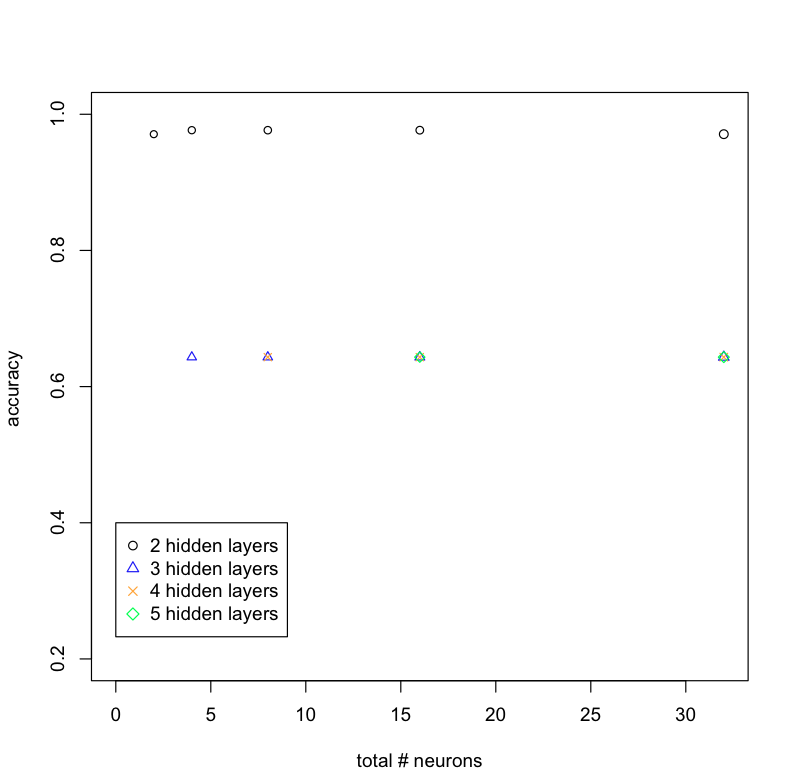 1.0
0.8
0.6
0.4
0.2
accuracy
2 hidden layers
3 hidden layers
4 hidden layers
5 hidden layers
0 5 10 15 20 25 30
total # neurons